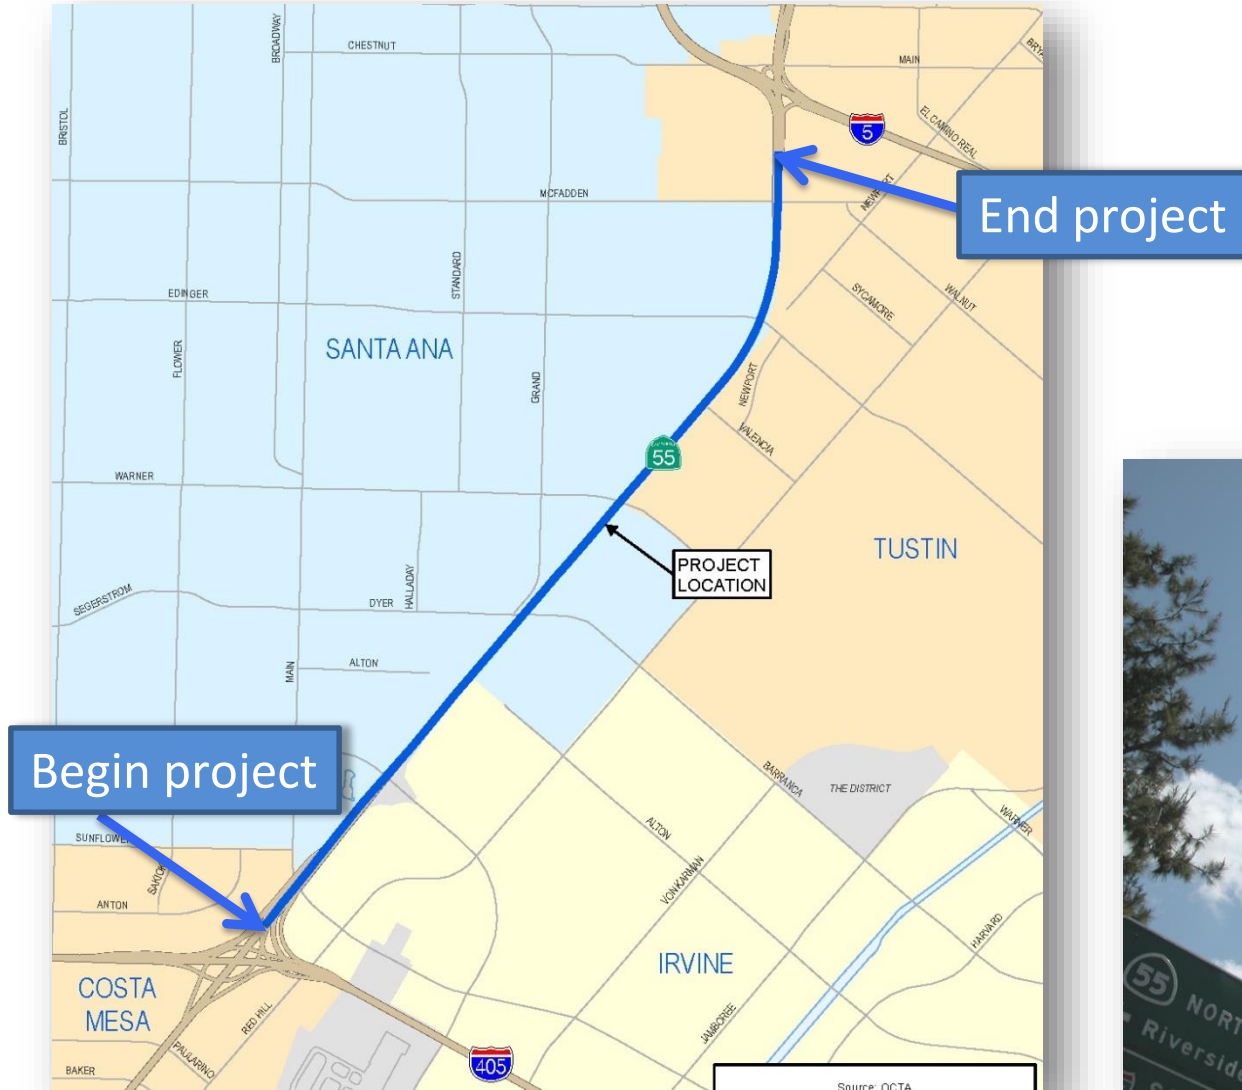 BROADWAY
CHESTNUT
MAIN
BRISTOL
EL CAMINO REAL
5
MCFADDEN
NEWPORT
End project
STANDARD
EDINGER
SYCAMORE
WALNUT
FLOWER
SANTA ANA
GRAND
NEWPORT
VALENCIA
55
WARNER
TUSTIN
PROJECT
LOCATION
SEGERSTROM
DYER
HALLADAY
MAIN
ALTON
Begin project
BARRANCA
THE DISTRICT
WARNER
ALTON
SUNFLOWER
ANTON
VON KARMAN
HARVARD
IRVINE
COSTA
MESA
RED HILL
JAMBOREE
PAULARINO
BAKER
405
Source: OCTA
55 NORT
Riverside